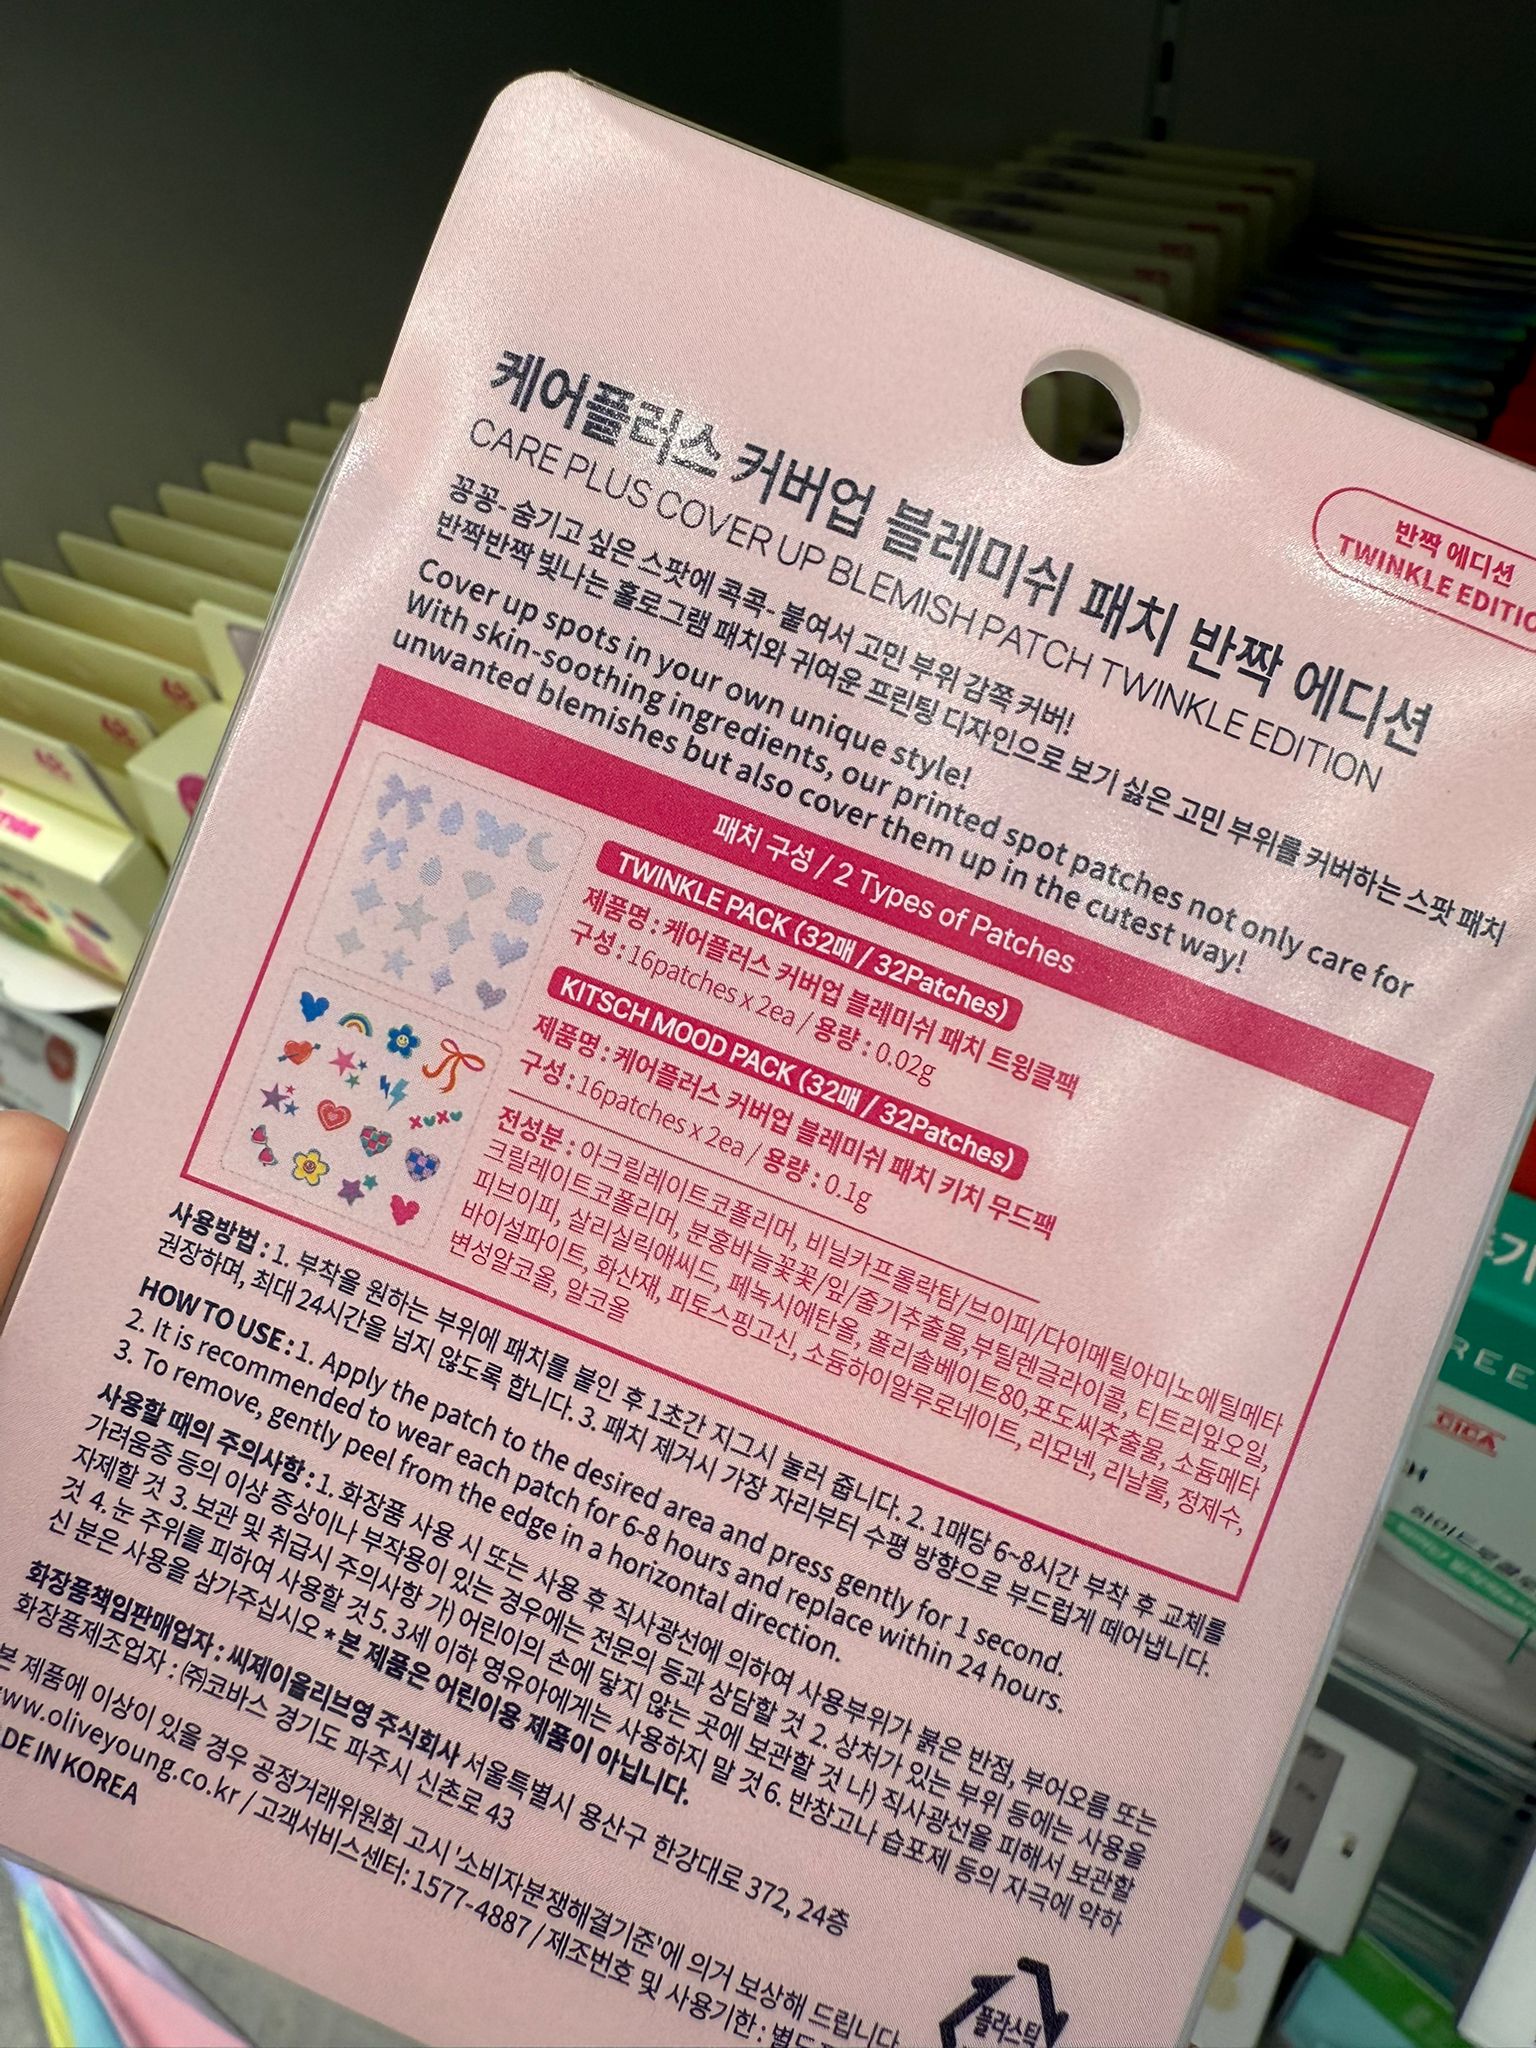 케어플러스 커버업 블레미쉬 패치 반짝 에디션
CARE PLUS COVER UP BLEMISH PATCH TWINKLE EDITION
반짝 에디션
TWINKLE EDITIO
꽁꽁- 숨기고 싶은 스팟에 콕콕- 붙여서 고민 부위 감쪽 커버!
반짝반짝 빛나는 홀로그램 패치와 귀여운 프린팅 디자인으로 보기 싫은 고민 부위를 커버하는 스팟 패치
Cover up spots in your own unique style!
With skin-soothing ingredients, our printed spot patches not only care for
unwanted blemishes but also cover them up in the cutest way!
패치 구성 / 2 Types of Patches
TWINKLE PACK (32매 / 32Patches)
제품명 : 케어플러스 커버업 블레미쉬 패치 트윙클팩
구성 : 16patches x 2ea / 용량 : 0.02g
KITSCH MOOD PACK (32매 / 32Patches)
제품명 : 케어플러스 커버업 블레미쉬 패치 키치 무드팩
구성 : 16patches x 2ea / 용량 : 0.1g
전성분 : 아크릴레이트코폴리머, 비닐카프롤락탐/브이피/다이메틸아미노에틸메타
크릴레이트코폴리머, 분홍바늘꽃꽃/잎/줄기추출물,부틸렌글라이콜, 티트리잎오일,
피브이피, 살리실릭애씨드, 페녹시에탄올, 폴리솔베이트80,포도씨추출물, 소듐메타
바이설파이트, 화산재, 피토스핑고신, 소듐하이알루로네이트, 리모넨, 리날룰, 정제수,
변성알코올, 알코올
사용방법 : 1. 부착을 원하는 부위에 패치를 붙인 후 1초간 지그시 눌러 줍니다. 2. 1매당 6~8시간 부착 후 교체를
권장하며, 최대 24시간을 넘지 않도록 합니다. 3. 패치 제거시 가장 자리부터 수평 방향으로 부드럽게 떼어냅니다.
HOW TO USE : 1. Apply the patch to the desired area and press gently for 1 second.
2. It is recommended to wear each patch for 6-8 hours and replace within 24 hours.
3. To remove, gently peel from the edge in a horizontal direction.
사용할 때의 주의사항 : 1. 화장품 사용 시 또는 사용 후 직사광선에 의하여 사용부위가 붉은 반점, 부어오름 또는
가려움증 등의 이상 증상이나 부작용이 있는 경우에는 전문의 등과 상담할 것 2. 상처가 있는 부위 등에는 사용을
자제할 것 3. 보관 및 취급시 주의사항 가) 어린이의 손에 닿지 않는 곳에 보관할 것 나) 직사광선을 피해서 보관할
것 4. 눈 주위를 피하여 사용할 것 5. 3세 이하 영유아에게는 사용하지 말 것 6. 반창고나 습포제 등의 자극에 약하
신 분은 사용을 삼가주십시오 * 본 제품은 어린이용 제품이 아닙니다.
화장품책임판매업자 : 씨제이올리브영 주식회사 서울특별시 용산구 한강대로 372, 24층
화장품제조업자 : ㈜코바스 경기도 파주시 신촌로 43
본 제품에 이상이 있을 경우 공정거래위원회 고시 '소비자분쟁해결기준'에 의거 보상해 드립니다
www.oliveyoung.co.kr / 고객서비스센터: 1577-4887 / 제조번호 및 사용기한 : 별도
DE IN KOREA
플라스틱
CICA